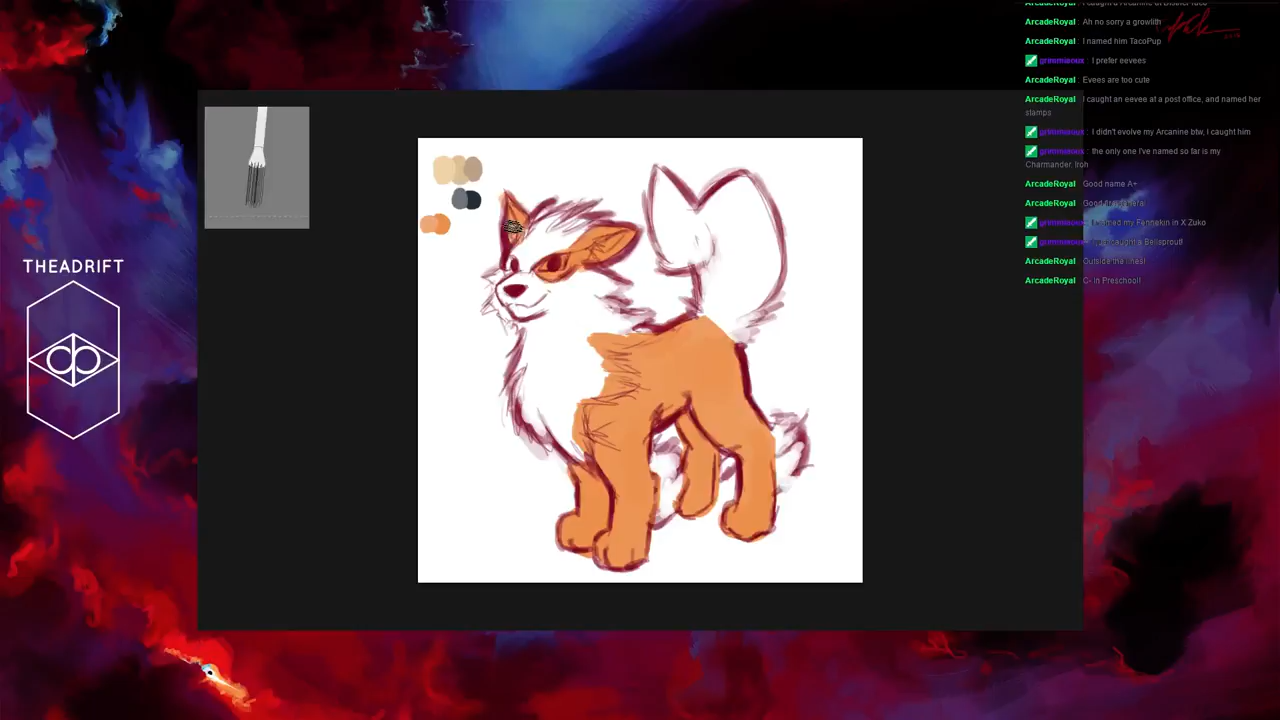 THEADRIFT
ArcadeRoyal : Ah no sorry a growlith
ArcadeRoyal : I named him TacoPup
grimmiaoux : I prefer eevees
ArcadeRoyal : Evees are too cute
ArcadeRoyal : I caught an eevee at a post office, and named her
stamps
I didn't evolve my Arcanine btw, I caught him
the only one I've named so far is my
Charmander. Iroh
ArcadeRoyal : Good name A+
ArcadeRoyal : Good
my Fennekin in X Zuko
caught a Bellsprout!
ArcadeRoyal : Outside the lines!
ArcadeRoyal : C- in Preschool!